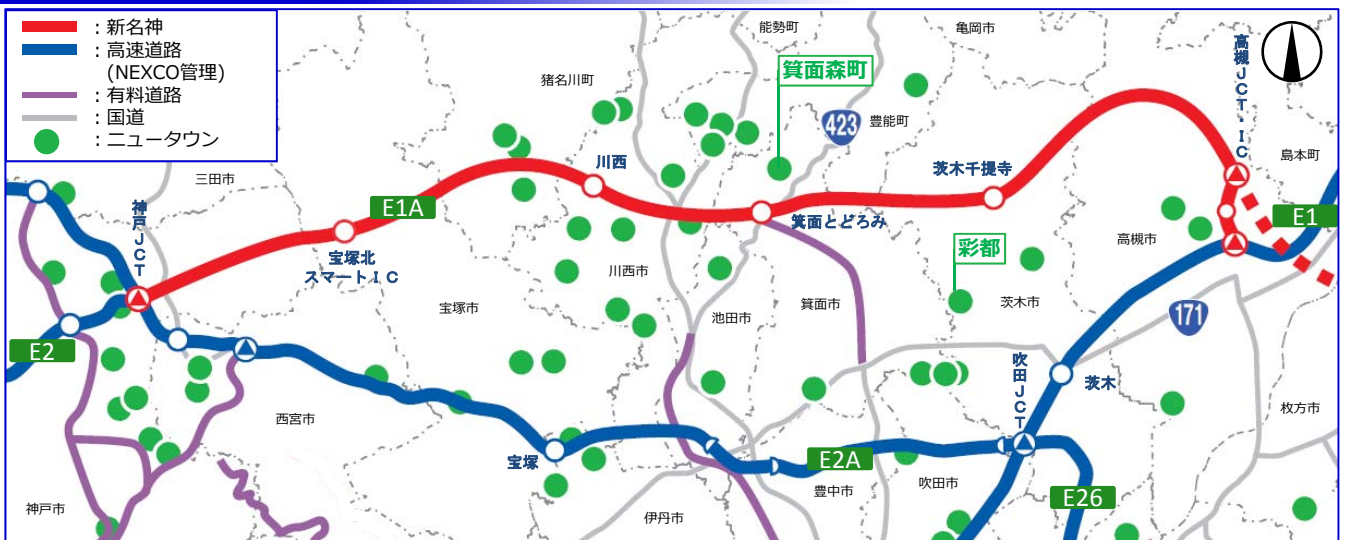 ：新名神
：高速道路
(NEXCO管理)
：有料道路
：国道
：ニュータウン
能勢町
亀岡市
高槻JCT・IC
猪名川町
箕面森町
423
豊能町
島本町
三田市
川西
茨木千提寺
神戸JCT
E1A
箕面とどろみ
E1
宝塚北
スマートIC
高槻市
彩都
川西市
宝塚市
箕面市
茨木市
池田市
171
E2
吹田JCT
茨木
西宮市
枚方市
宝塚
E2A
豊中市
吹田市
E26
神戸市
伊丹市